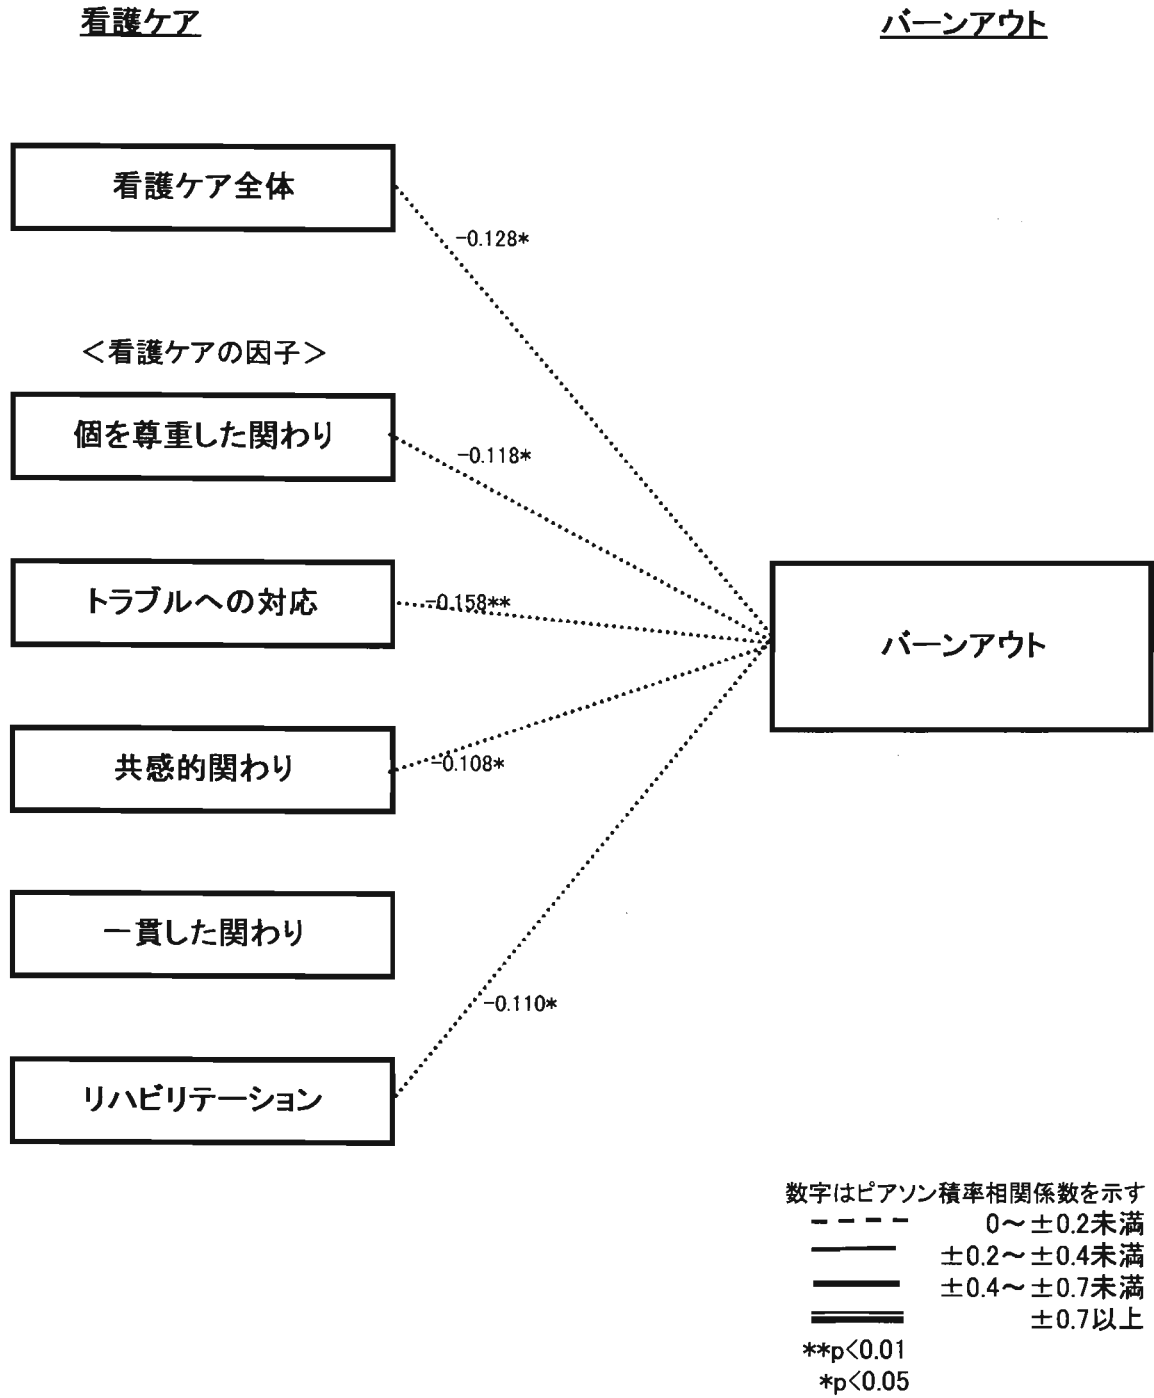 看護ケア
バーンアウト
看護ケア全体
-0.128*
＜看護ケアの因子＞
個を尊重した関わり
-0.118*
トラブルへの対応
-0.158**
バーンアウト
共感的関わり
-0.108*
一貫した関わり
-0.110*
リハビリテーション
数字はピアソン積率相関係数を示す
0～±0.2未満
±0.2～±0.4未満
±0.4～±0.7未満
±0.7以上
**p<0.01
*p<0.05